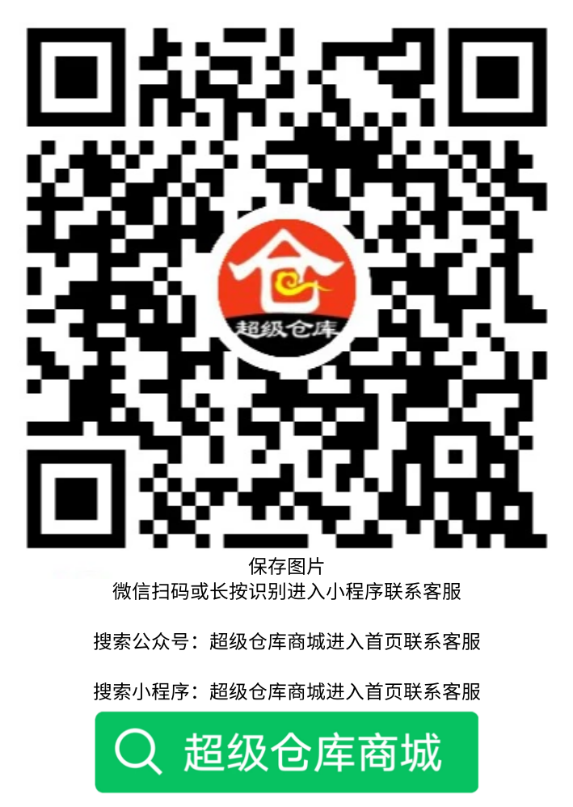 仓
超级仓库
保存图片
微信扫码或长按识别进入小程序联系客服
搜索公众号：超级仓库商城进入首页联系客服
搜索小程序：超级仓库商城进入首页联系客服
超级仓库商城